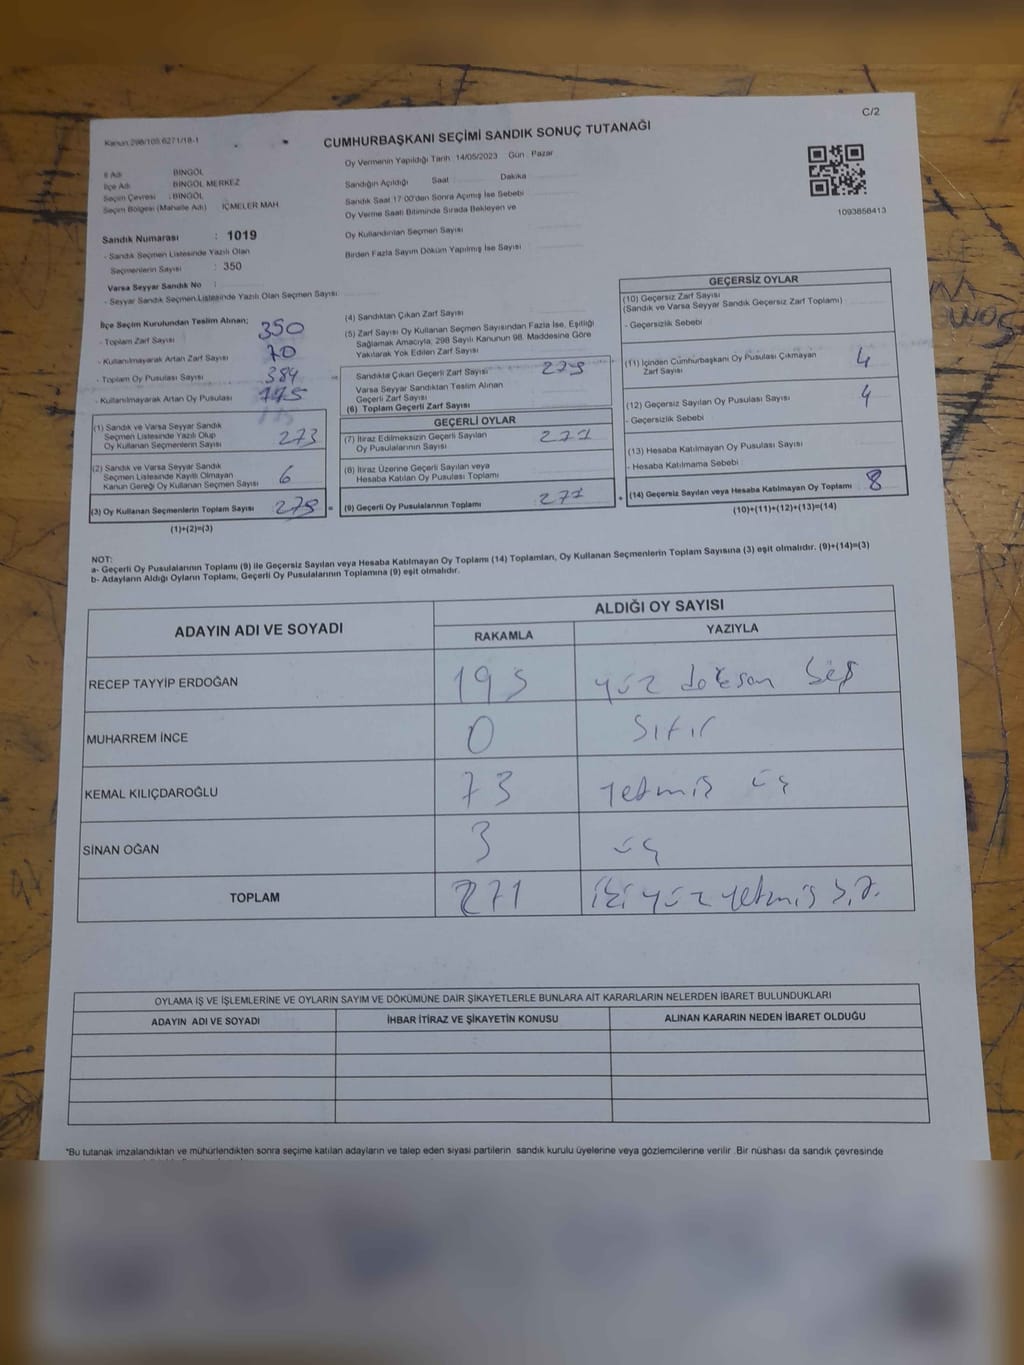 C/2
Kanun:298/105,6271/18-1
CUMHURBAŞKANI SEÇİMİ SANDIK SONUÇ TUTANAĞI
İl Adı : BİNGÖL
İlçe Adı : BİNGÖL MERKEZ
Seçim Çevresi : BİNGÖL
Seçim Bölgesi (Mahalle Adı) İÇMELER MAH.
Sandık Numarası : 1019
- Sandık Seçmen Listesinde Yazılı Olan
Seçmenlerin Sayısı : 350
Varsa Seyyar Sandık No :
- Seyyar Sandık Seçmen Listesinde Yazılı Olan Seçmen Sayısı:
Oy Vermenin Yapıldığı Tarih 14/05/2023 Gün : Pazar
Sandığın Açıldığı Saat Dakika
Sandık Saat 17:00'den Sonra Açımış İse Sebebi
Oy Verme Saati Bitiminde Sırada Bekleyen ve
Oy Kullandırılan Seçmen Sayısı
Birden Fazla Sayım Döküm Yapılmış İse Sayısı
1093856413
İlçe Seçim Kurulundan Teslim Alınan;
- Toplam Zarf Sayısı 350
- Kullanılmayarak Artan Zarf Sayısı 70
- Toplam Oy Pusulası Sayısı 384
- Kullanılmayarak Artan Oy Pusulası
(1) Sandık ve Varsa Seyyar Sandık
Seçmen Listesinde Yazılı Olup
Oy Kullanan Seçmenlerin Sayısı 273
(2) Sandık ve Varsa Seyyar Sandık
Seçmen Listesinde Kayıtlı Olmayan
Kanun Gereği Oy Kullanan Seçmen Sayısı 6
(3) Oy Kullanan Seçmenlerin Toplam Sayısı 279 =
(1)+(2)=(3)
(4) Sandıktan Çıkan Zarf Sayısı
(5) Zarf Sayısı Oy Kullanan Seçmen Sayısından Fazla İse, Eşitliği
Sağlamak Amacıyla, 298 Sayılı Kanunun 98. Maddesine Göre
Yakılarak Yok Edilen Zarf Sayısı
Sandıkta Çıkan Geçerli Zarf Sayısı 279
Varsa Seyyar Sandıktan Teslim Alınan
Geçerli Zarf Sayısı
(6) Toplam Geçerli Zarf Sayısı
GEÇERLİ OYLAR
(7) İtiraz Edilmeksizin Geçerli Sayılan
Oy Pusulasının Sayısı 271
(8) İtiraz Üzerine Geçerli Sayılan veya
Hesaba Katılan Oy Pusulası Toplamı
(9) Geçerli Oy Pusulalarının Toplamı 271 +
GEÇERSİZ OYLAR
(10) Geçersiz Zarf Sayısı
(Sandık ve Varsa Seyyar Sandık Geçersiz Zarf Toplamı)
- Geçersizlik Sebebi
(11) İçinden Cumhurbaşkanı Oy Pusulası Çıkmayan
Zarf Sayısı 4
(12) Geçersiz Sayılan Oy Pusulası Sayısı 4
- Geçersizlik Sebebi
(13) Hesaba Katılmayan Oy Pusulası Sayısı
- Hesaba Katılmama Sebebi
(14) Geçersiz Sayılan veya Hesaba Katılmayan Oy Toplamı 8
(10)+(11)+(12)+(13)=(14)
NOT:
a- Geçerli Oy Pusulalarının Toplamı (9) ile Geçersiz Sayılan veya Hesaba Katılmayan Oy Toplamı (14) Toplamları, Oy Kullanan Seçmenlerin Toplam Sayısına (3) eşit olmalıdır. (9)+(14)=(3)
b- Adayların Aldığı Oyların Toplamı, Geçerli Oy Pusulalarının Toplamına (9) eşit olmalıdır.
ADAYIN ADI VE SOYADI ALDIĞI OY SAYISI
RAKAMLA YAZIYLA
RECEP TAYYİP ERDOĞAN 195 yüz doksan beş
MUHARREM İNCE 0 sıfır
KEMAL KILIÇDAROĞLU 73 yetmiş üç
SİNAN OĞAN 3 üç
TOPLAM 271 iki yüz yetmiş bir
OYLAMA İŞ VE İŞLEMLERİNE VE OYLARIN SAYIM VE DÖKÜMÜNE DAİR ŞİKAYETLERLE BUNLARA AİT KARARLARIN NELERDEN İBARET BULUNDUKLARI
ADAYIN ADI VE SOYADI İHBAR İTİRAZ VE ŞİKAYETİN KONUSU ALINAN KARARIN NEDEN İBARET OLDUĞU
*Bu tutanak imzalandıktan ve mühürlendikten sonra seçime katılan adayların ve talep eden siyasi partilerin sandık kurulu üyelerine veya gözlemcilerine verilir .Bir nüshası da sandık çevresinde